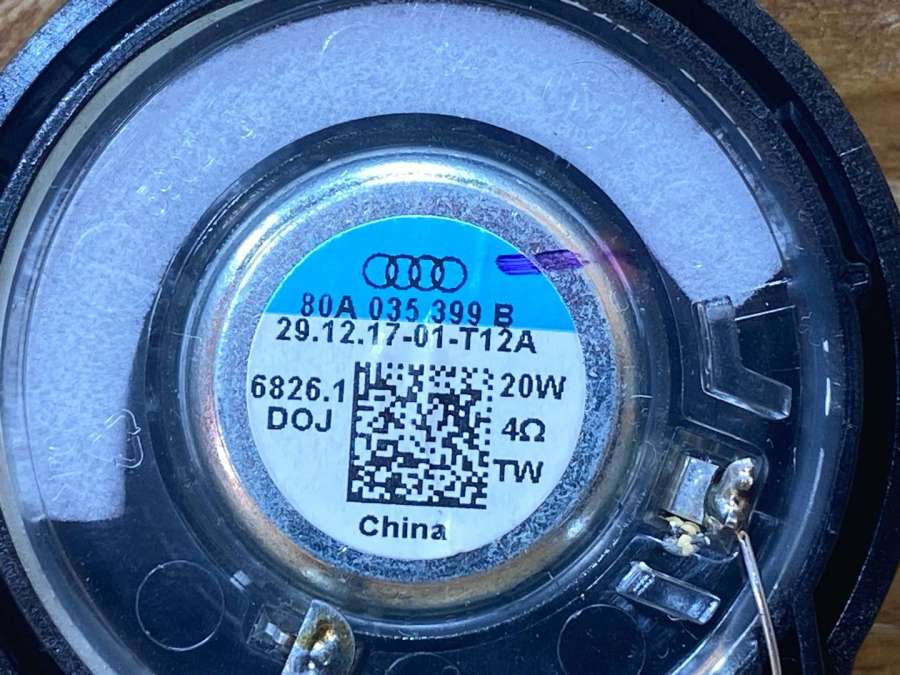 80A 035 399 B
29.12.17-01-T12A
6826.1
DOJ
20W
4Ω
TW
China